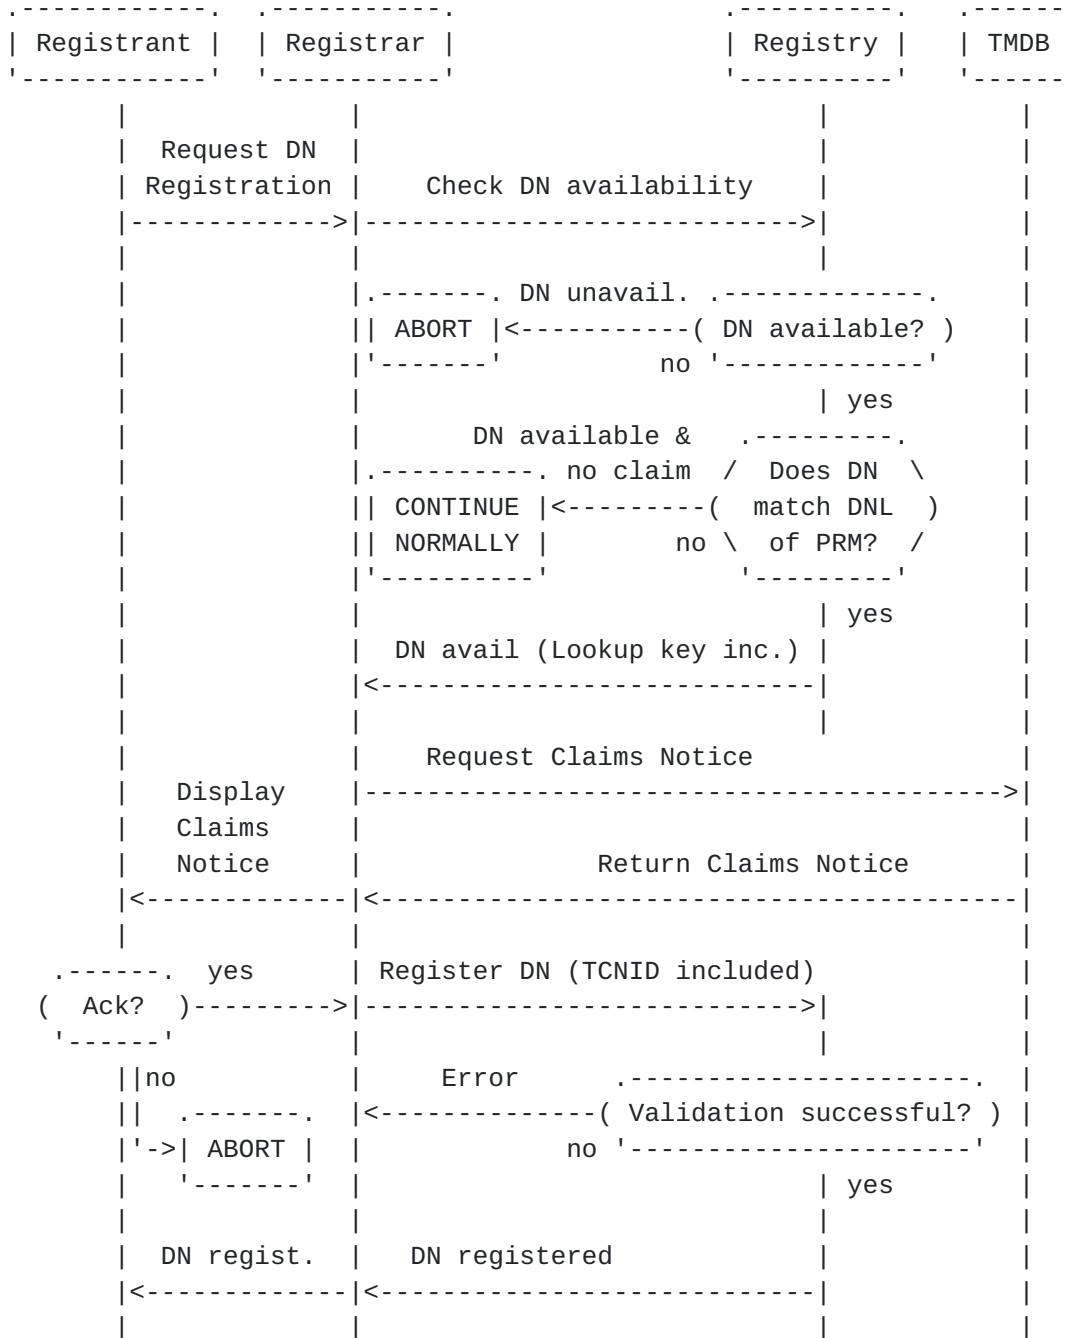 .------------.  .-----------.                  .----------.   .------
| Registrant |  | Registrar |                  | Registry |   | TMDB
'------------'  '-----------'                  '----------'   '------
       |              |                             |            |
       |  Request DN  |                             |            |
       | Registration |    Check DN availability    |            |
       |------------->|---------------------------->|            |
       |              |                             |            |
       |              |.-------. DN unavail. .-------------.     |
       |              || ABORT |<-----------( DN available? )    |
       |              |'-------'          no '-------------'     |
       |              |                             | yes        |
       |              |       DN available &   .---------.       |
       |              |.----------. no claim  /  Does DN  \      |
       |              || CONTINUE |<---------(  match DNL  )     |
       |              || NORMALLY |        no \  of PRM?  /      |
       |              |'----------'            '---------'       |
       |              |                             | yes        |
       |              |  DN avail (Lookup key inc.) |            |
       |              |<----------------------------|            |
       |              |                             |            |
       |              |    Request Claims Notice                 |
       |   Display    |----------------------------------------->|
       |   Claims     |                                          |
       |   Notice     |               Return Claims Notice       |
       |<-------------|<-----------------------------------------|
       |              |                                          |
   .------.  yes      | Register DN (TCNID included)             |
  (  Ack?  )--------->|---------------------------->|            |
   '------'           |                             |            |
       ||no           |     Error      .----------------------.  |
       ||  .-------.  |<--------------( Validation successful? ) |
       |'->| ABORT |  |             no '----------------------'  |
       |   '-------'  |                             | yes        |
       |              |                             |            |
       |  DN regist.  |   DN registered             |            |
       |<-------------|<----------------------------|            |
       |              |                             |            |